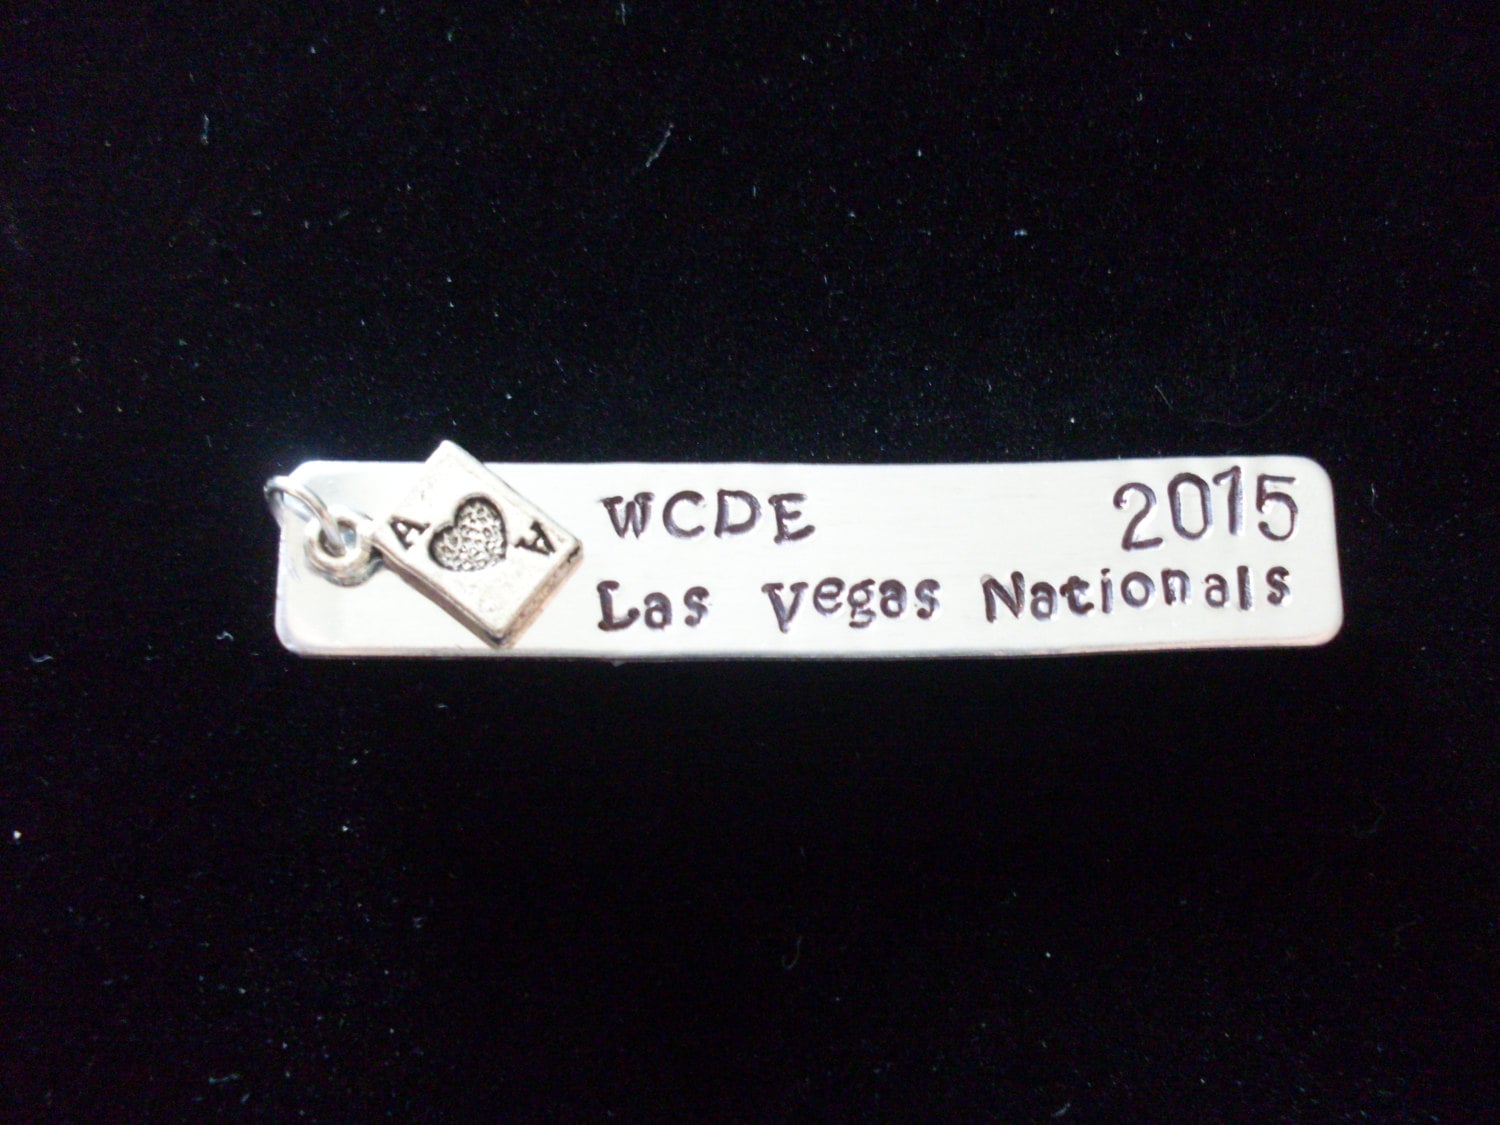 A
A
WCDE 2015
Las Vegas Nationals